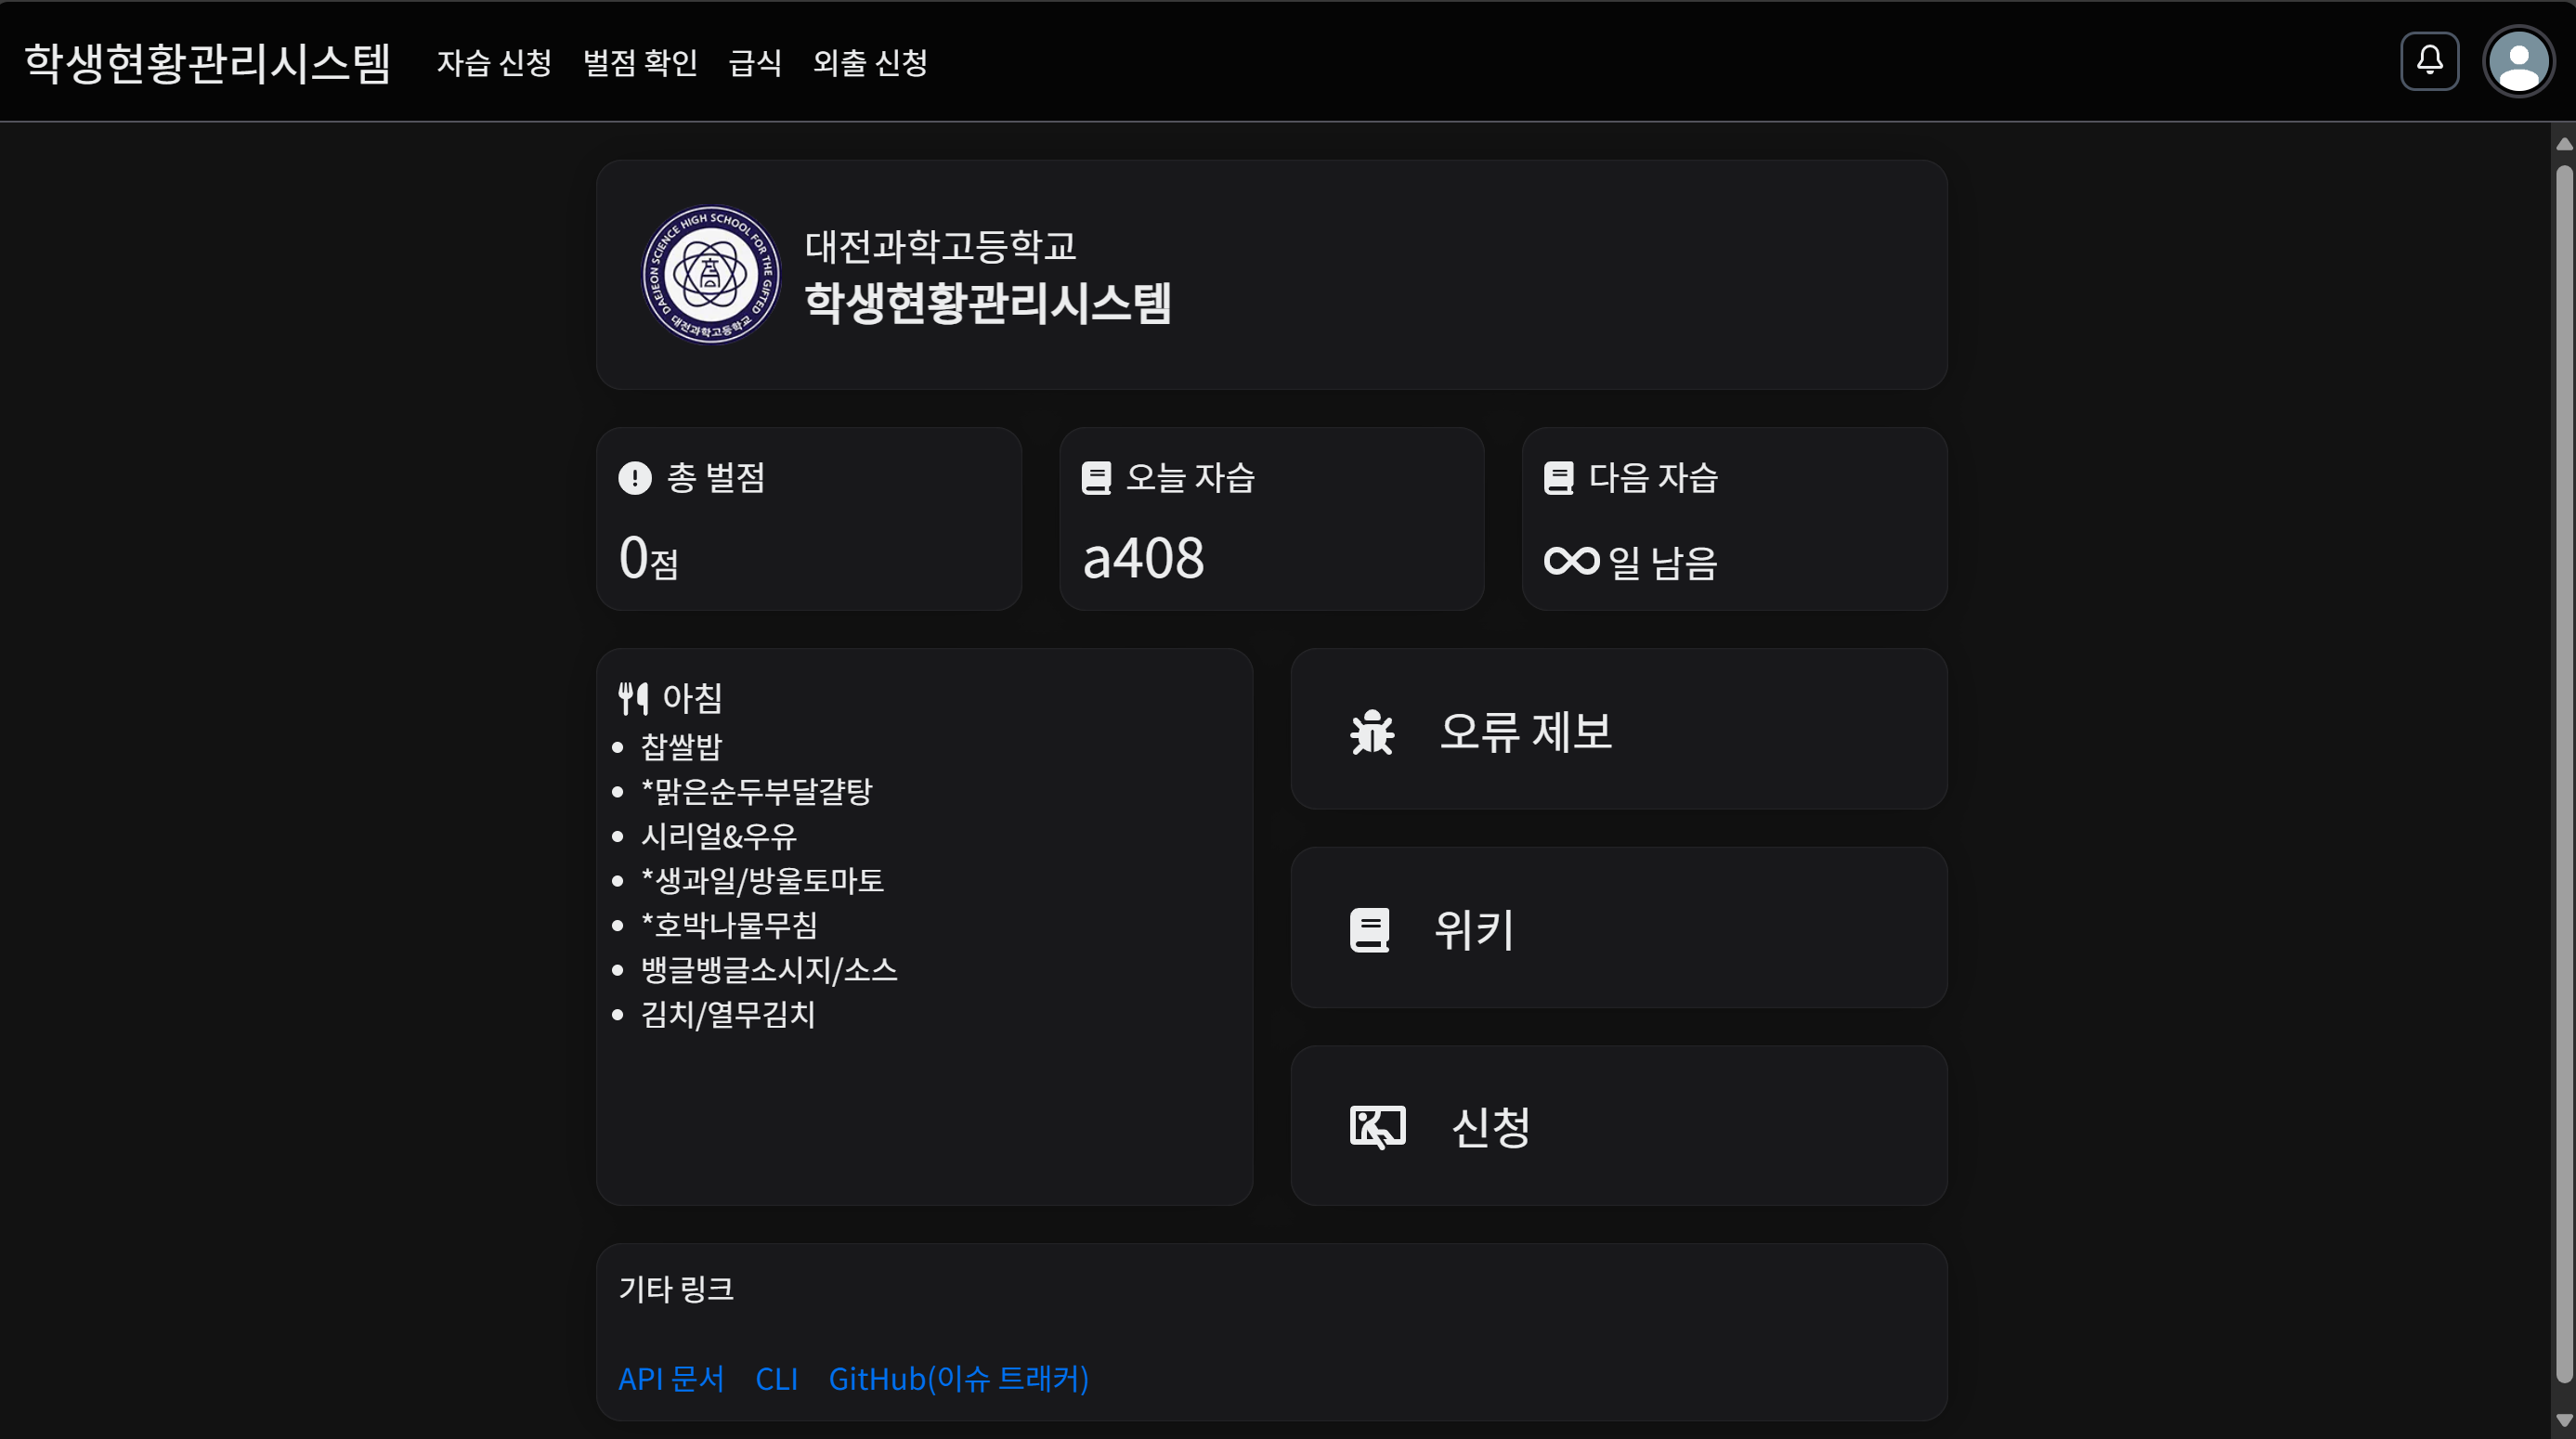 학생현황관리시스템
자습 신청 벌점 확인 급식 외출 신청
DAEJEON SCIENCE HIGH SCHOOL FOR THE GIFTED
대전과학고등학교
대전과학고등학교
학생현황관리시스템
총 벌점
0점
오늘 자습
a408
다음 자습
∞일 남음
아침
찹쌀밥
*맑은순두부달걀탕
시리얼&우유
*생과일/방울토마토
*호박나물무침
뱅글뱅글소시지/소스
김치/열무김치
오류 제보
위키
신청
기타 링크
API 문서 CLI GitHub(이슈 트래커)